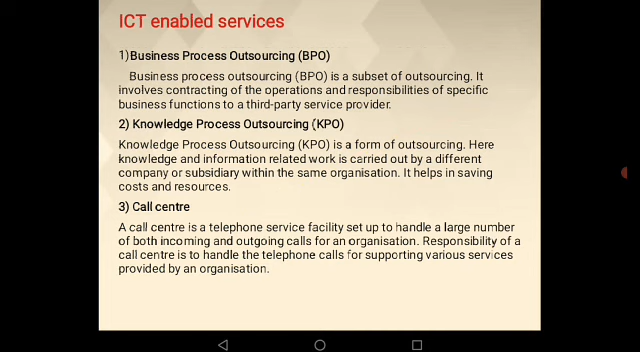 ICT enabled services
1)Business Process Outsourcing (BPO)
Business process outsourcing (BPO) is a subset of outsourcing. It
involves contracting of the operations and responsibilities of specific
business functions to a third-party service provider.
2) Knowledge Process Outsourcing (KPO)
Knowledge Process Outsourcing (KPO) is a form of outsourcing. Here
knowledge and information related work is carried out by a different
company or subsidiary within the same organisation. It helps in saving
costs and resources.
3) Call centre
A call centre is a telephone service facility set up to handle a large number
of both incoming and outgoing calls for an organisation. Responsibility of a
call centre is to handle the telephone calls for supporting various services
provided by an organisation.